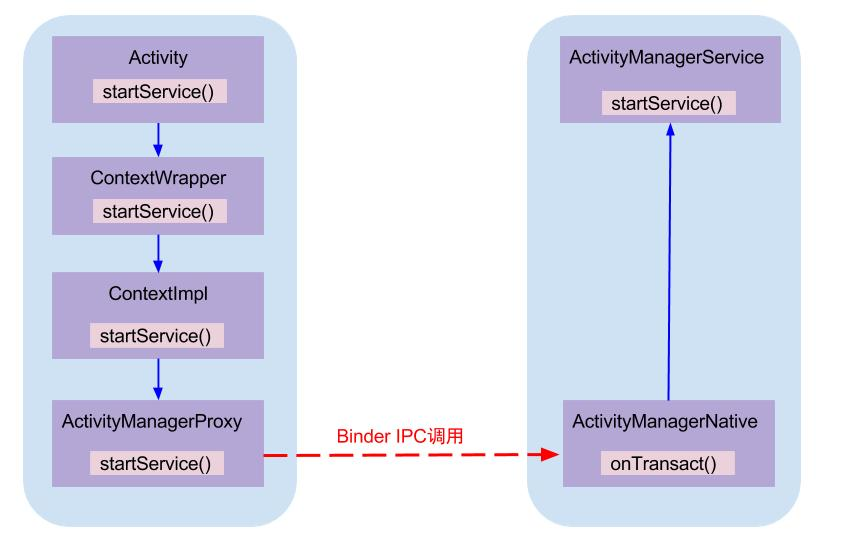 Activity
startService()
ContextWrapper
startService()
ContextImpl
startService()
ActivityManagerProxy
startService()
Binder IPC调用
ActivityManagerService
startService()
ActivityManagerNative
onTransact()